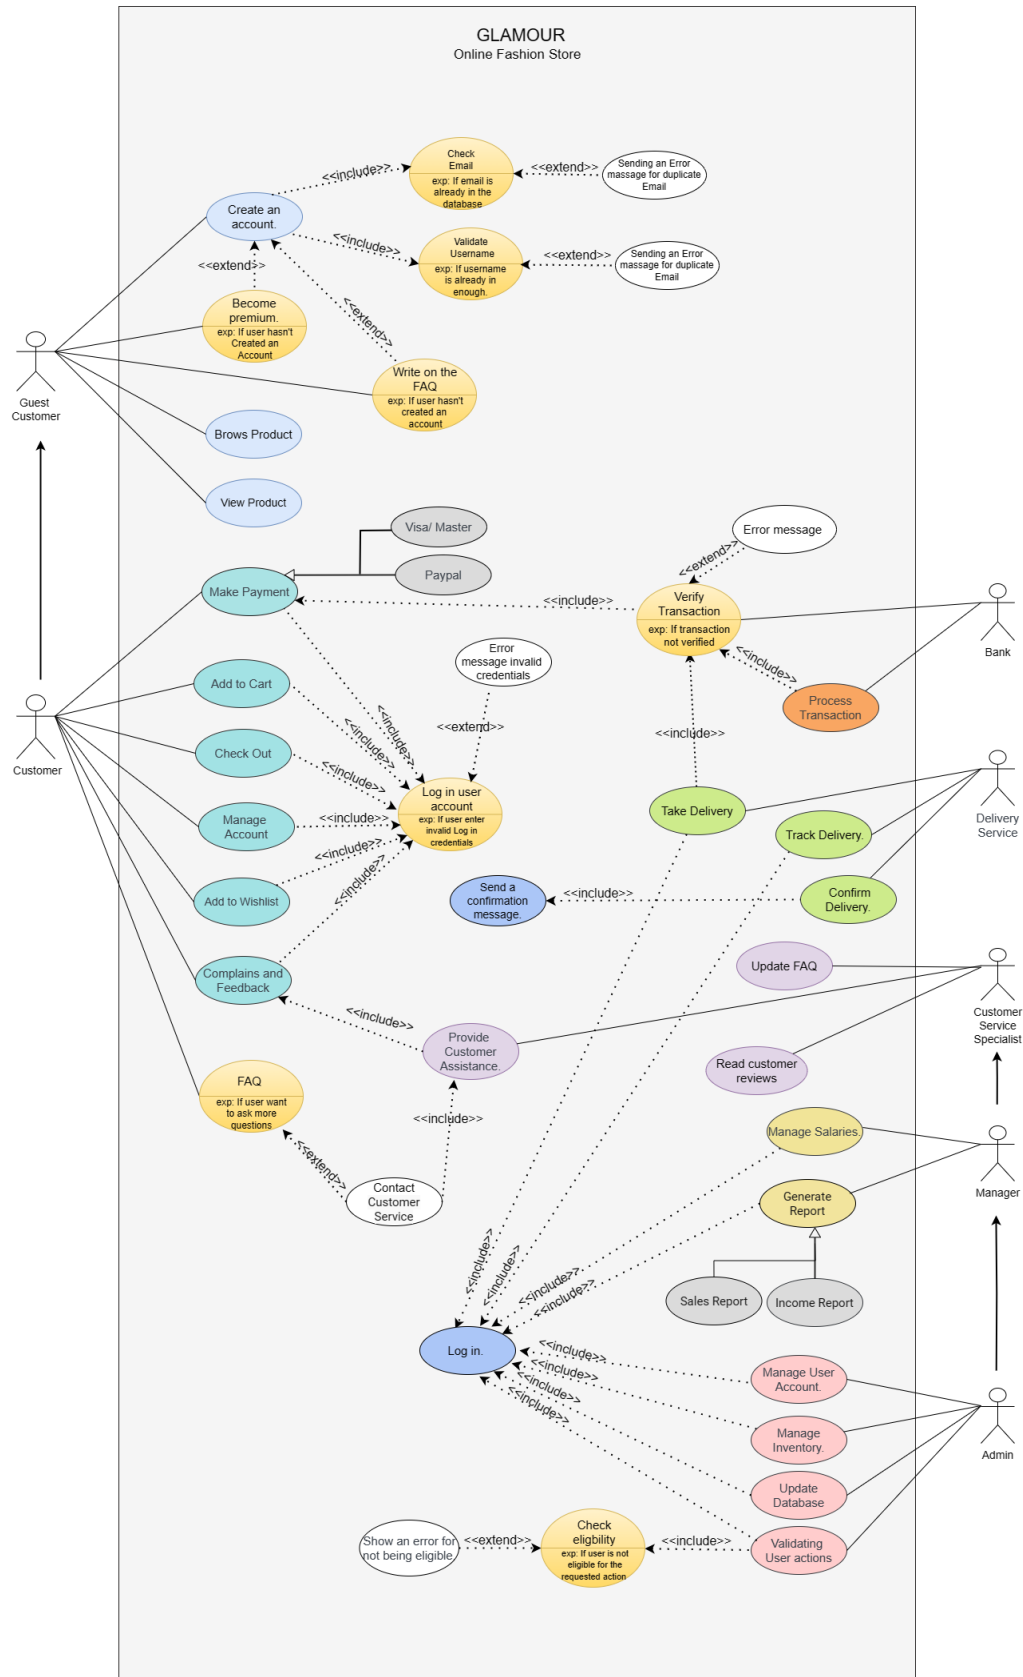 GLAMOUR
Online Fashion Store
Check
Email
exp: If email is
already in the
database
<<include>>
<<extend>>
Sending an Error
massage for duplicate
Email
Create an
account.
<<include>>
Validate
Username
exp: If username
is already in
enough.
<<extend>>
Sending an Error
massage for duplicate
Email
<<extend>>
<<extend>>
Become
premium.
exp: If user hasn't
Created an
Account
Write on the
FAQ
exp: If user hasn't
created an
account
Guest
Customer
Brows Product
View Product
Visa/ Master
Paypal
Error message
<<extend>>
Make Payment
<<include>>
Verify
Transaction
exp: If transaction
not verified
Bank
<<include>>
Process
Transaction
Error
message invalid
credentials
<<extend>>
Add to Cart
<<include>>
<<include>>
<<include>>
Customer
Check Out
<<include>>
Log in user
account
exp: If user enter
invalid Log in
credentials
Manage
Account
<<include>>
<<include>>
<<include>>
Add to Wishlist
Take Delivery
Track Delivery.
Delivery
Service
Send a
confirmation
message.
<<include>>
Confirm
Delivery.
Complains and
Feedback
Update FAQ
Customer
Service
Specialist
<<include>>
Provide
Customer
Assistance.
Read customer
reviews
FAQ
exp: If user want
to ask more
questions
<<include>>
<<extend>>
Contact
Customer
Service
Manage Salaries.
Manager
Generate
Report
<<include>>
<<include>>
<<include>>
<<include>>
Sales Report
Income Report
Log in.
<<include>>
<<include>>
<<include>>
<<include>>
Manage User
Account.
Manage
Inventory.
Admin
Update
Database
Validating
User actions
<<include>>
Check
eligbility
exp: If user is not
eligible for the
requested action
<<extend>>
Show an error for
not being eligible.